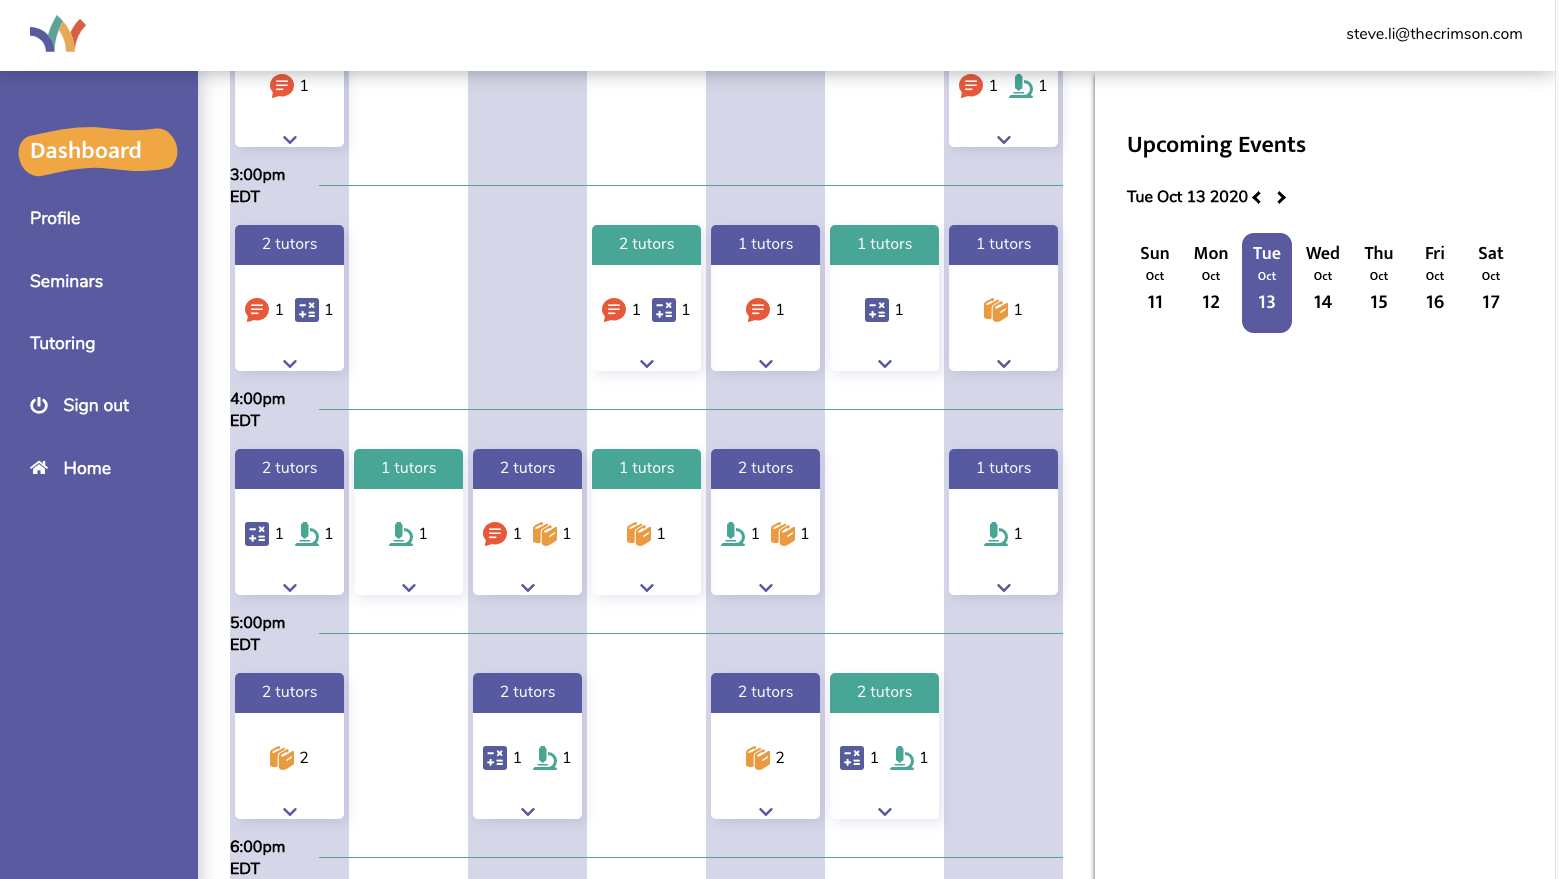 steve.li@thecrimson.com
Dashboard
Profile
Seminars
Tutoring
Sign out
Home
1
1 1
3:00pm
EDT
2 tutors
2 tutors
1 tutors
1 tutors
1 tutors
1 1
1 1
1
1
1
4:00pm
EDT
2 tutors
1 tutors
2 tutors
1 tutors
2 tutors
1 tutors
1 1
1
1 1
1
1 1
1
5:00pm
EDT
2 tutors
2 tutors
2 tutors
2 tutors
2
1 1
2
1 1
6:00pm
EDT
Upcoming Events
Tue Oct 13 2020
Sun Mon Tue Wed Thu Fri Sat
Oct Oct Oct Oct Oct Oct Oct
11 12 13 14 15 16 17